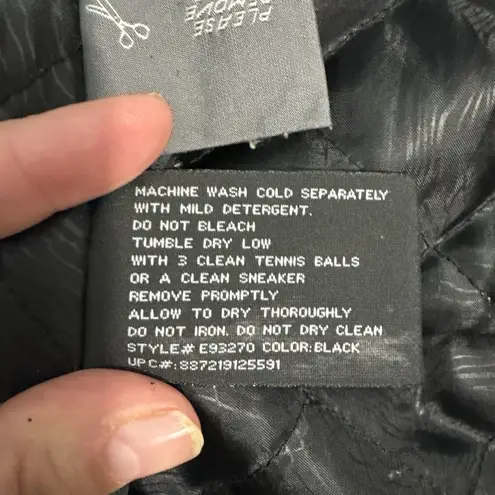 PLEASE
REMOVE
MACHINE WASH COLD SEPARATELY
WITH MILD DETERGENT.
DO NOT BLEACH
TUMBLE DRY LOW
WITH 3 CLEAN TENNIS BALLS
OR A CLEAN SNEAKER
REMOVE PROMPTLY
ALLOW TO DRY THOROUGHLY
DO NOT IRON. DO NOT DRY CLEAN
STYLE# E93270 COLOR:BLACK
UPC#:887219125591